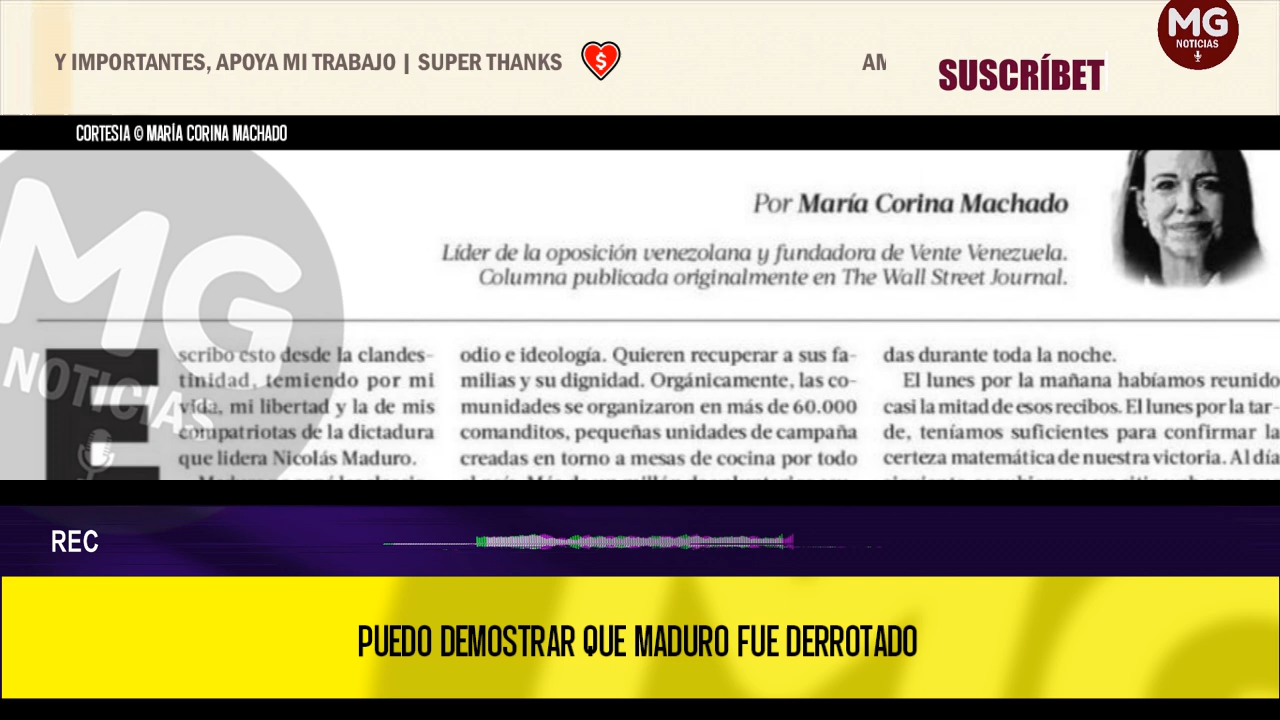 Y IMPORTANTES, APOYA MI TRABAJO | SUPER THANKS
AM
SUSCRÍBET
MG
NOTICIAS
CORTESIA © MARÍA CORINA MACHADO
MG
NOTICIAS
Por María Corina Machado
Líder de la oposición venezolana y fundadora de Vente Venezuela.
Columna publicada originalmente en The Wall Street Journal.
Escribo esto desde la clandes-
tinidad, temiendo por mi
vida, mi libertad y la de mis
compatriotas de la dictadura
que lidera Nicolás Maduro.
odio e ideología. Quieren recuperar a sus fa-
milias y su dignidad. Orgánicamente, las co-
munidades se organizaron en más de 60.000
comanditos, pequeñas unidades de campaña
creadas en torno a mesas de cocina por todo
das durante toda la noche.
El lunes por la mañana habíamos reunido
casi la mitad de esos recibos. El lunes por la tar-
de, teníamos suficientes para confirmar la
certeza matemática de nuestra victoria. Al día
REC
PUEDO DEMOSTRAR QUE MADURO FUE DERROTADO